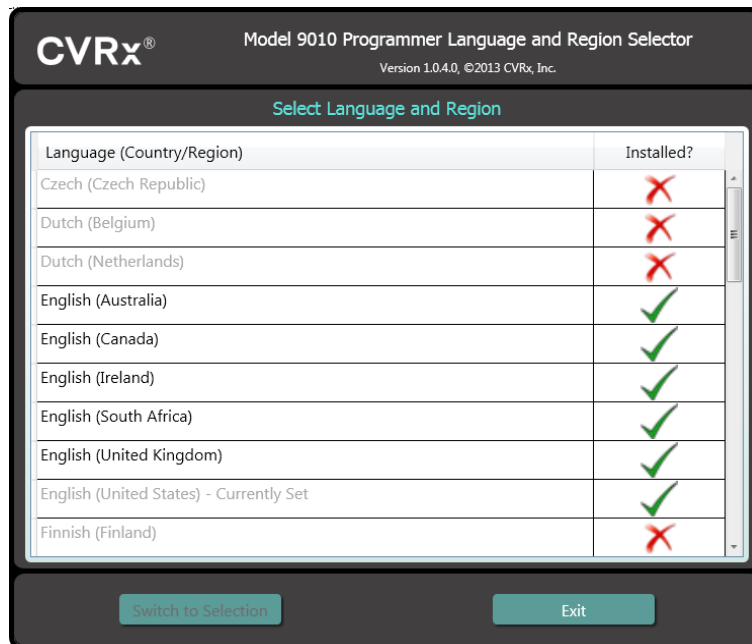 CVRx® Model 9010 Programmer Language and Region Selector
Version 1.0.4.0, ©2013 CVRx, Inc.
Select Language and Region
Language (Country/Region) Installed?
Czech (Czech Republic)
Dutch (Belgium)
Dutch (Netherlands)
English (Australia)
English (Canada)
English (Ireland)
English (South Africa)
English (United Kingdom)
English (United States) - Currently Set
Finnish (Finland)
Switch to Selection Exit